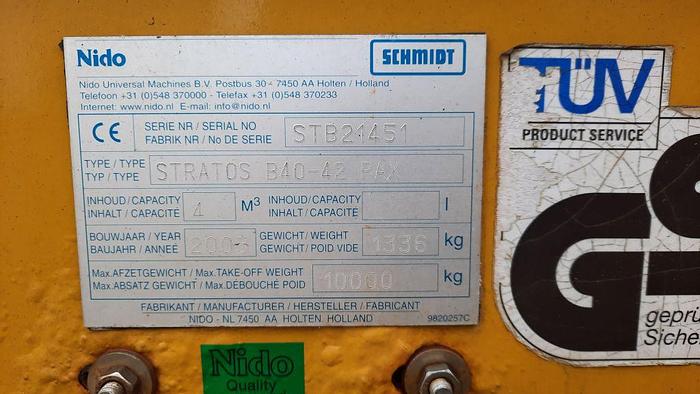 Nido
SCHMIDT
Nido Universal Machines B.V. Postbus 30 - 7450 AA Holten / Holland
Telefoon +31 (0)548 370000 - Telefax +31 (0)548 370233
Internet: www.nido.nl E-mail: info@nido.nl
CE
SERIE NR / SERIAL NO
FABRIK NR / No DE SERIE
STB21451
TYPE / TYPE
TYP / TYPE
STRATOS B40-42 PAX
INHOUD / CAPACITY
INHALT / CAPACITY
4 M3
INHOUD / CAPACITY
INHALT / CAPACITY
l
BOUWJAAR / YEAR
BAUJAHR / ANNEÉ
GEWICHT / WEIGHT
GEWICHT / POID VIDE
1336 kg
Max.AFZETGEWICHT / Max.TAKE-OFF WEIGHT
Max.ABSATZ GEWICHT / Max.DÉBOUCHÉ POID
10000 kg
FABRIKANT / MANUFACTURER / HERSTELLER / FABRICANT
NIDO - NL 7450 AA HOLTEN. HOLLAND
9820257C
TÜV
PRODUCT SERVICE
GS
geprü
Siche
Nido
Quality